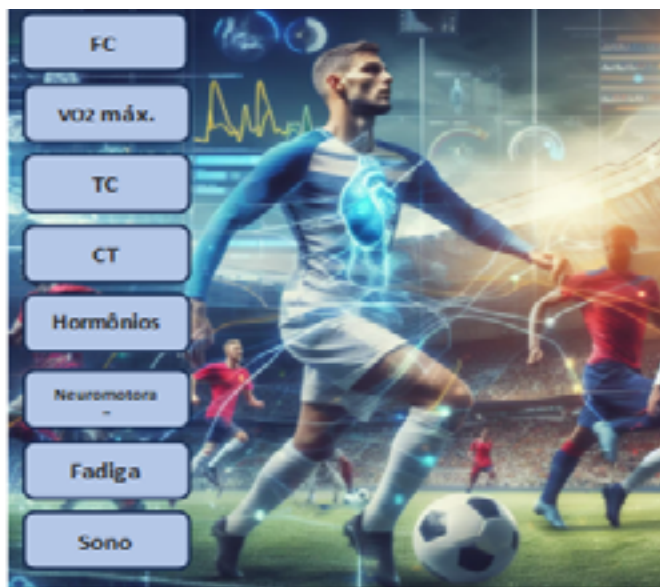 FC
VO2 máx.
TC
CT
Hormônios
Neuromotora
Fadiga
Sono